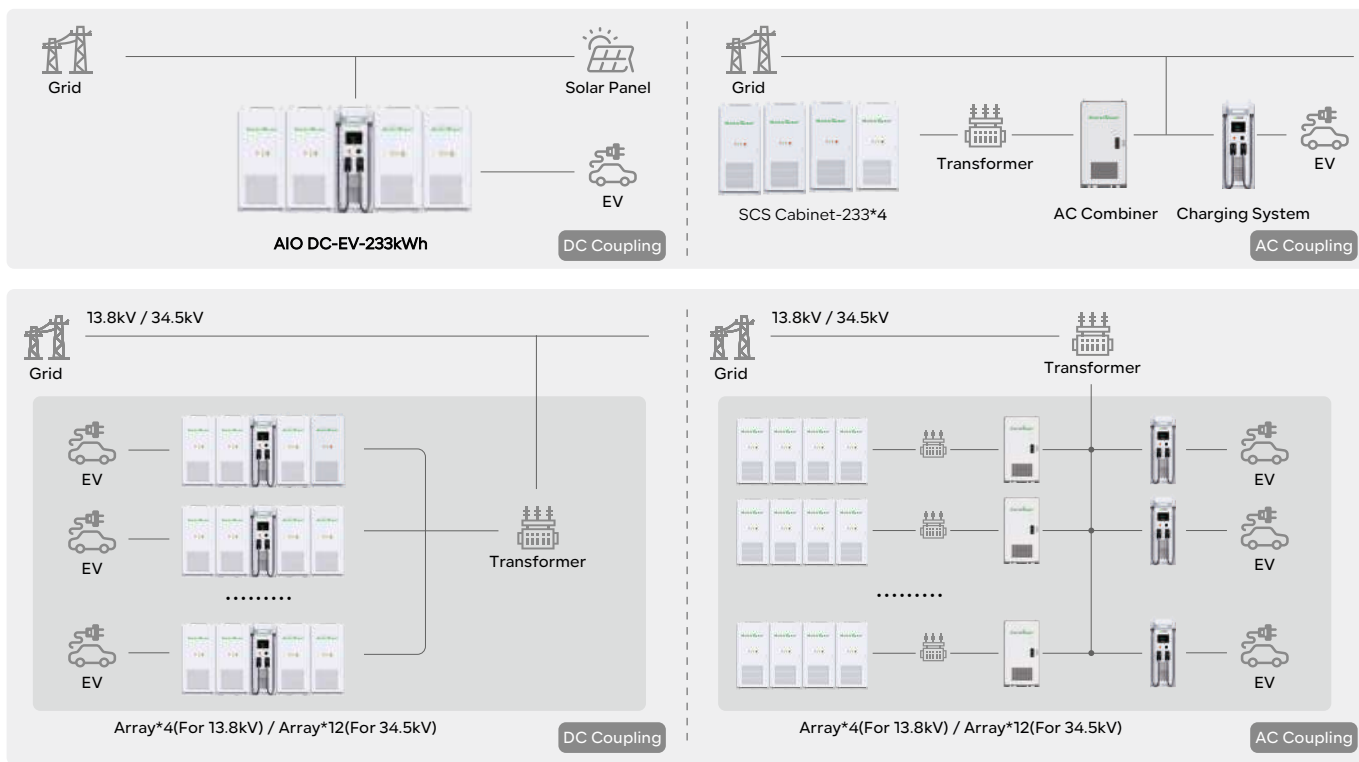 Grid
Solar Panel
EV
AIO DC-EV-233kWh
DC Coupling
Grid
Transformer
EV
SCS Cabinet-233*4
AC Combiner
Charging System
AC Coupling
13.8kV / 34.5kV
Grid
EV
EV
Transformer
.........
EV
Array*4(For 13.8kV) / Array*12(For 34.5kV)
DC Coupling
13.8kV / 34.5kV
Grid
Transformer
EV
EV
.........
EV
Array*4(For 13.8kV) / Array*12(For 34.5kV)
AC Coupling